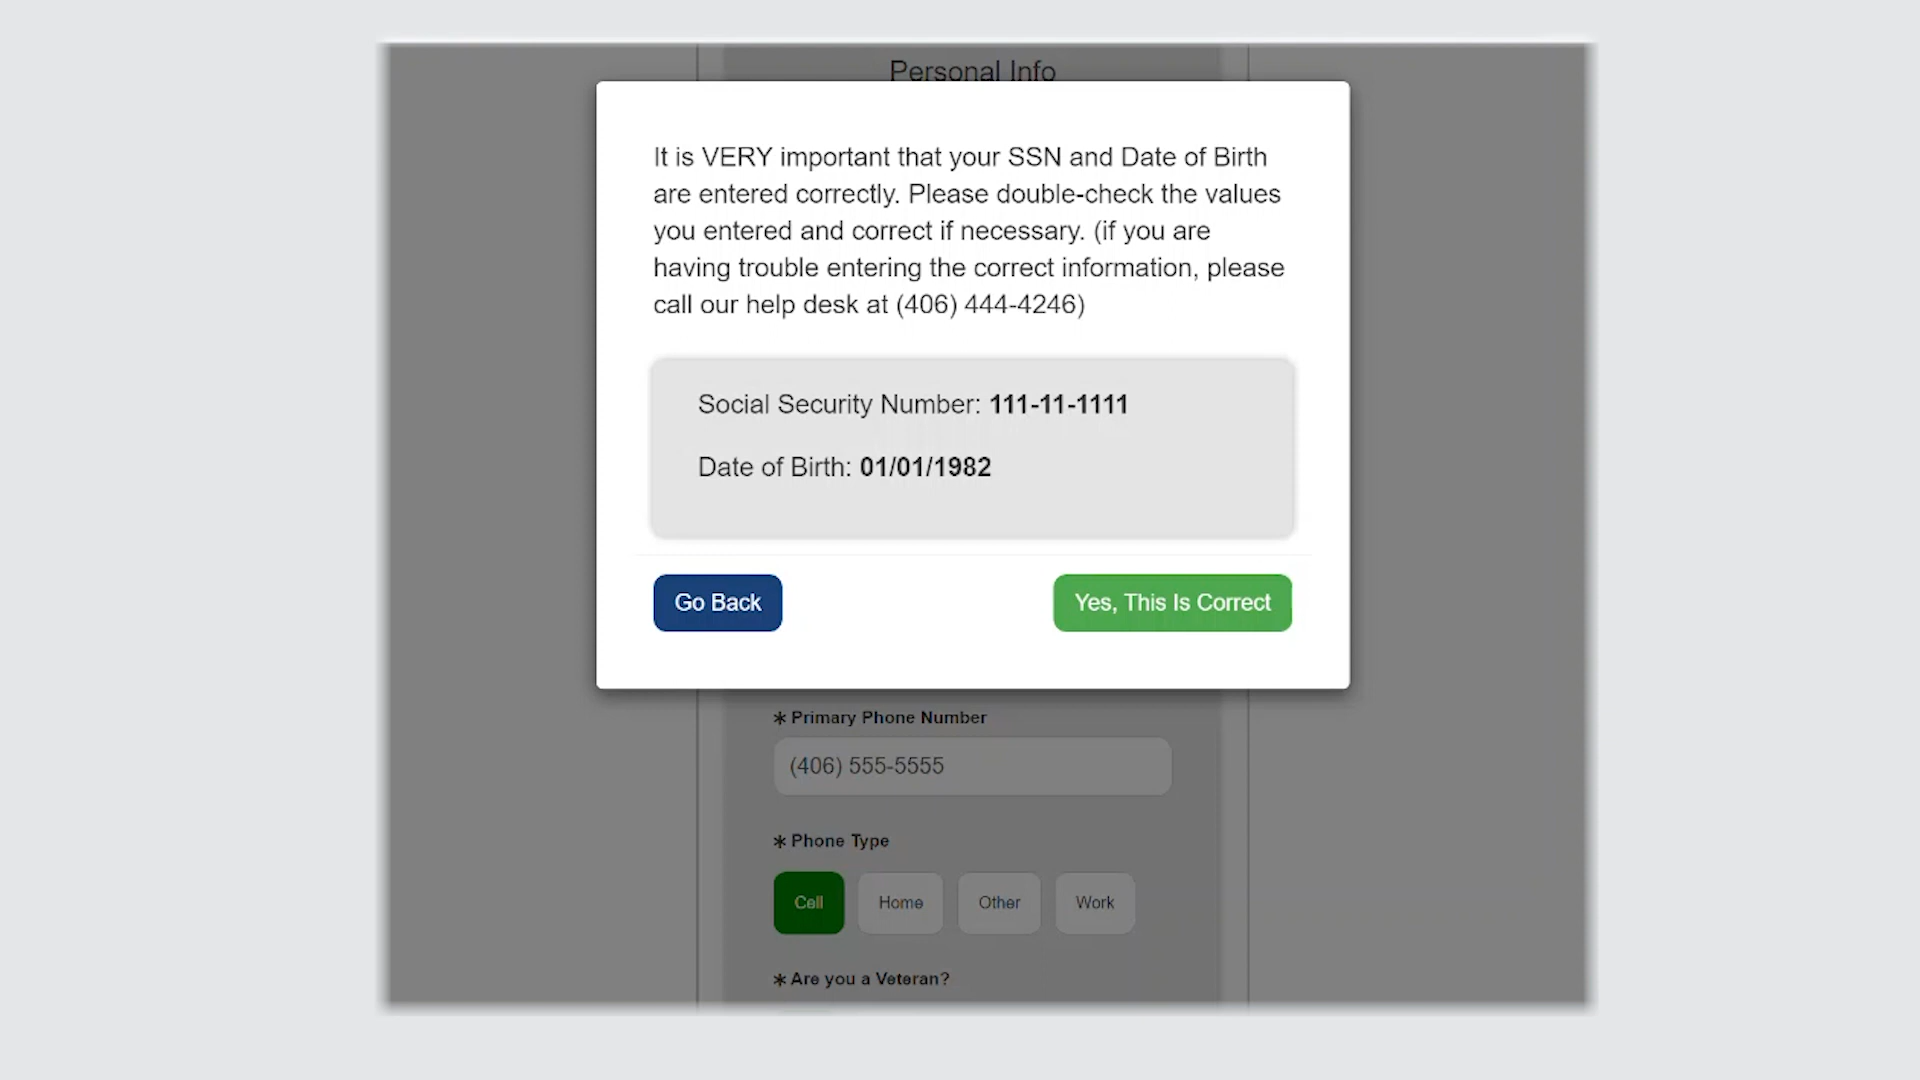 Personal Info
It is VERY important that your SSN and Date of Birth
are entered correctly. Please double-check the values
you entered and correct if necessary. (if you are
having trouble entering the correct information, please
call our help desk at (406) 444-4246)
Social Security Number: 111-11-1111
Date of Birth: 01/01/1982
Go Back
Yes, This Is Correct
* Primary Phone Number
(406) 555-5555
* Phone Type
Cell
Home
Other
Work
* Are you a Veteran?